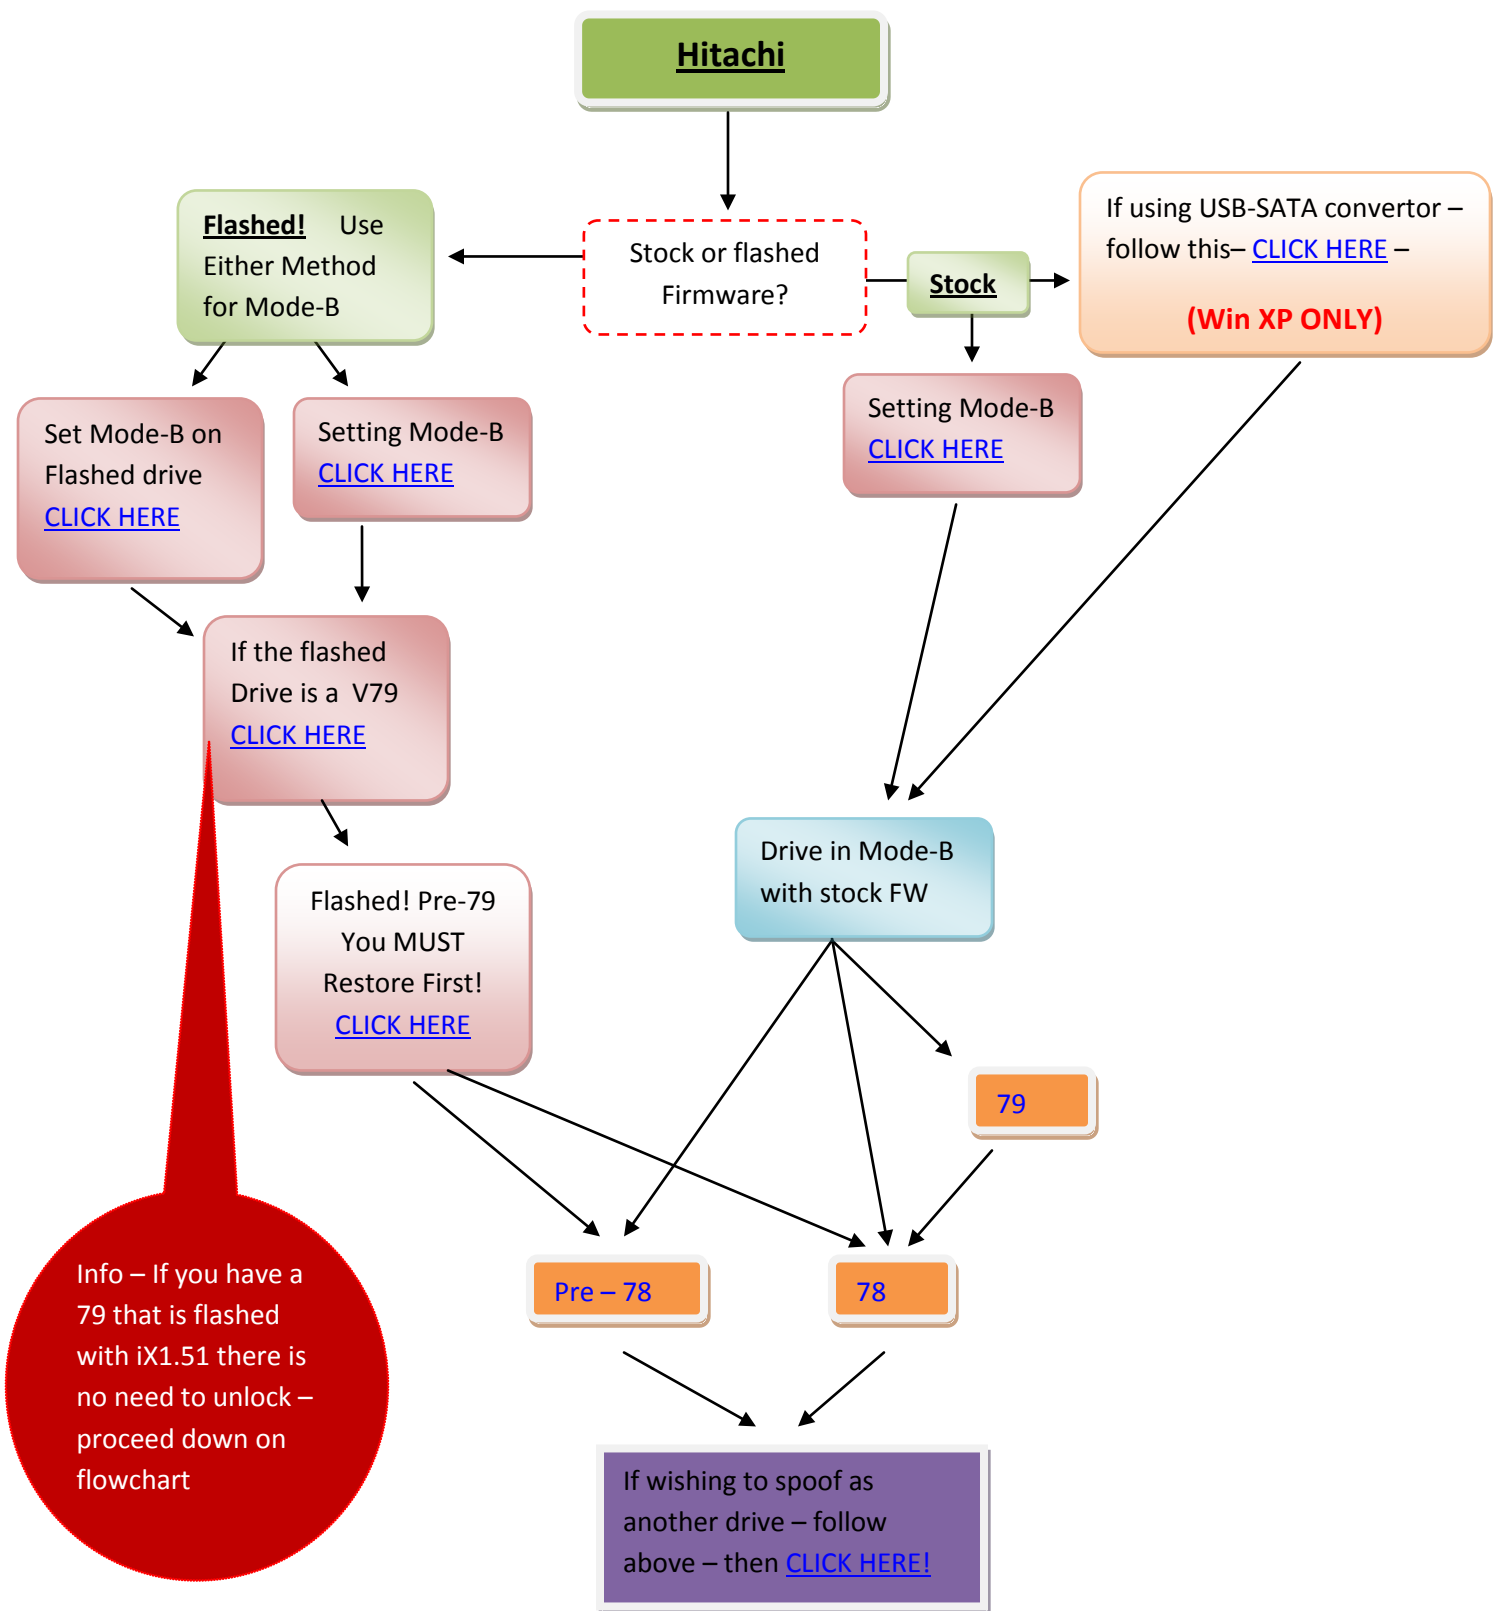 Hitachi
Flashed! Use
Either Method
for Mode-B
Stock or flashed
Firmware?
Stock
If using USB-SATA convertor –
follow this– CLICK HERE –
(Win XP ONLY)
Set Mode-B on
Flashed drive
CLICK HERE
Setting Mode-B
CLICK HERE
Setting Mode-B
CLICK HERE
If the flashed
Drive is a V79
CLICK HERE
Flashed! Pre-79
You MUST
Restore First!
CLICK HERE
Drive in Mode-B
with stock FW
79
Pre – 78
78
Info – If you have a
79 that is flashed
with iX1.51 there is
no need to unlock –
proceed down on
flowchart
If wishing to spoof as
another drive – follow
above – then CLICK HERE!